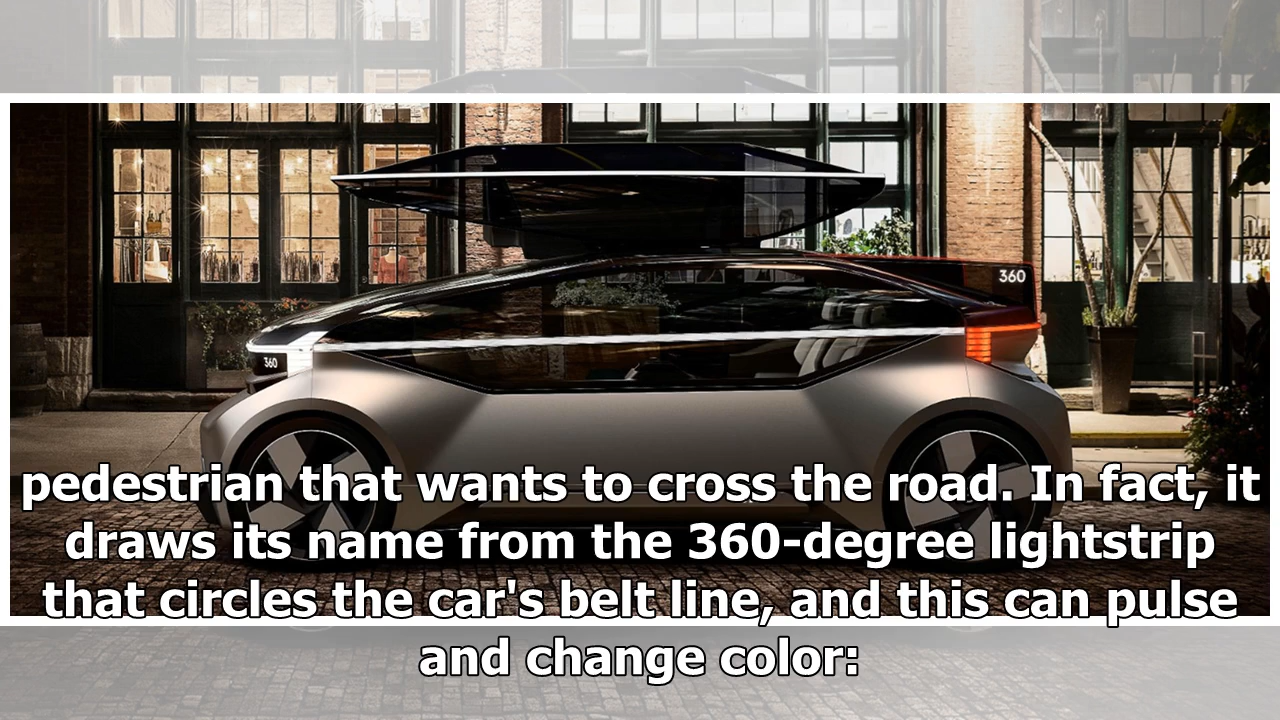 360
360
pedestrian that wants to cross the road. In fact, it
draws its name from the 360-degree lightstrip
that circles the car's belt line, and this can pulse
and change color: